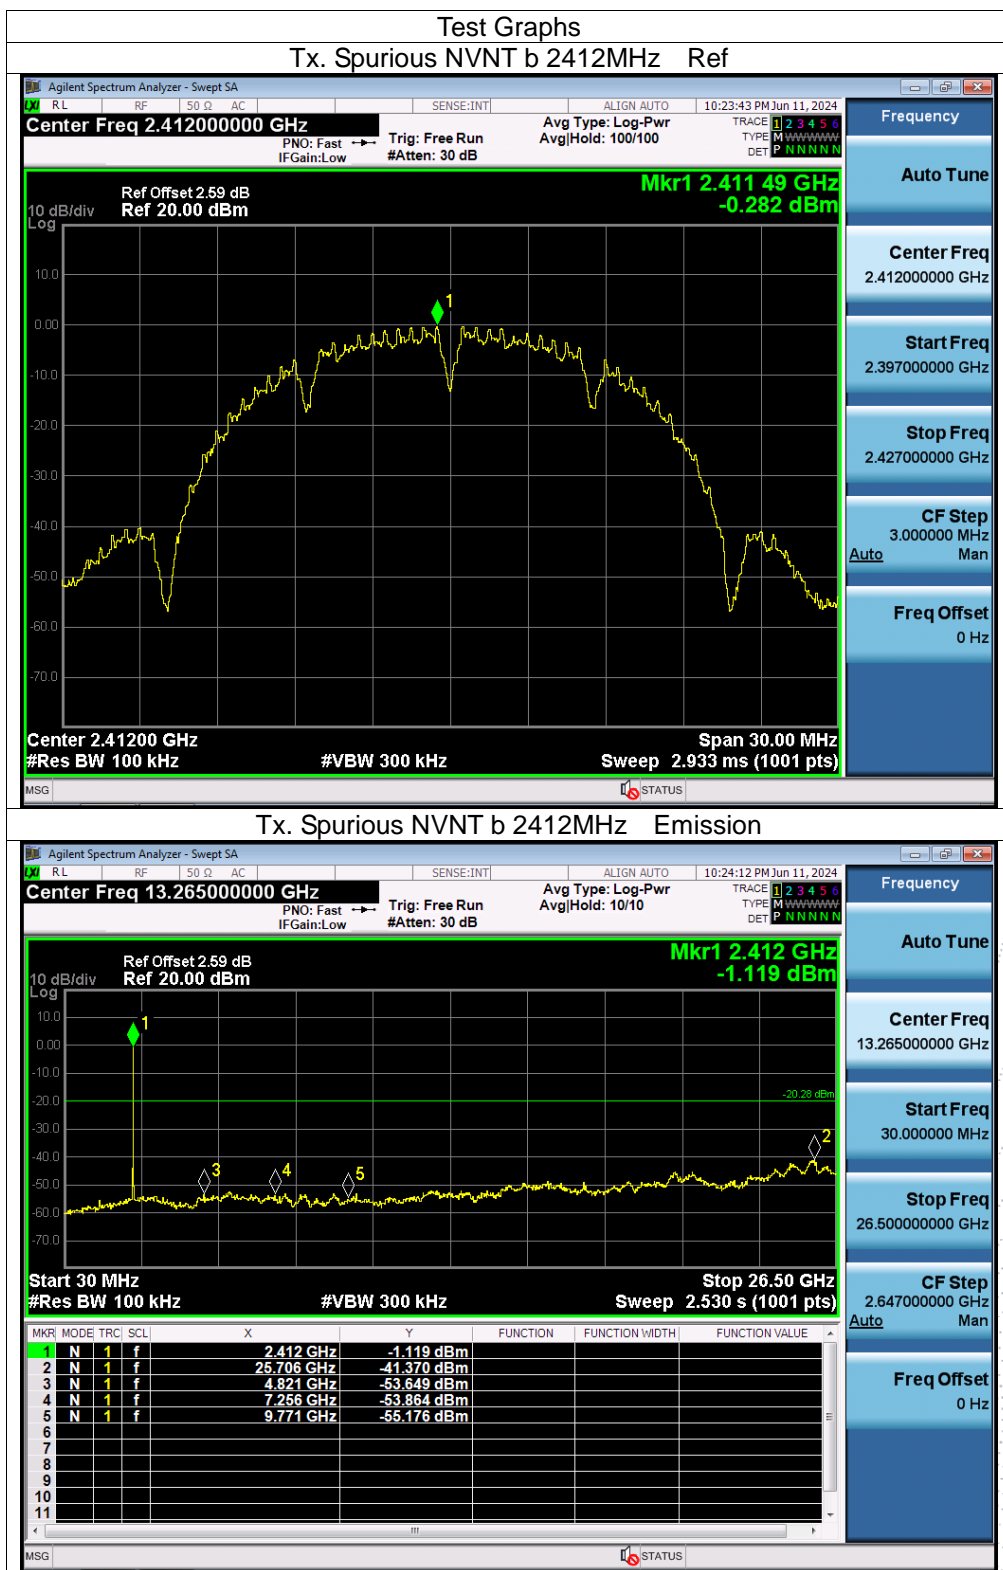 Test Graphs
Tx. Spurious NVNT b 2412MHz Ref
Agilent Spectrum Analyzer - Swept SA
LXI RL RF 50 Ω AC SENSE:INT ALIGN AUTO 10:23:43 PM Jun 11, 2024
Center Freq 2.412000000 GHz
PNO: Fast
IFGain:Low
Trig: Free Run
#Atten: 30 dB
Avg Type: Log-Pwr
Avg|Hold: 100/100
TRACE 1 2 3 4 5 6
TYPE M W W W W W
DET P N N N N N
Frequency
Auto Tune
Center Freq
2.412000000 GHz
Start Freq
2.397000000 GHz
Stop Freq
2.427000000 GHz
CF Step
3.000000 MHz
Auto Man
Freq Offset
0 Hz
Mkr1 2.411 49 GHz
-0.282 dBm
Ref Offset 2.59 dB
10 dB/div Ref 20.00 dBm
Log
10.0
0.00
-10.0
-20.0
-30.0
-40.0
-50.0
-60.0
-70.0
1
Center 2.41200 GHz Span 30.00 MHz
#Res BW 100 kHz #VBW 300 kHz Sweep 2.933 ms (1001 pts)
MSG STATUS
Tx. Spurious NVNT b 2412MHz Emission
Agilent Spectrum Analyzer - Swept SA
LXI RL RF 50 Ω AC SENSE:INT ALIGN AUTO 10:24:12 PM Jun 11, 2024
Center Freq 13.265000000 GHz
PNO: Fast
IFGain:Low
Trig: Free Run
#Atten: 30 dB
Avg Type: Log-Pwr
Avg|Hold: 10/10
TRACE 1 2 3 4 5 6
TYPE M W W W W W
DET P N N N N N
Frequency
Auto Tune
Center Freq
13.265000000 GHz
Start Freq
30.000000 MHz
Stop Freq
26.500000000 GHz
CF Step
2.647000000 GHz
Auto Man
Freq Offset
0 Hz
Mkr1 2.412 GHz
-1.119 dBm
Ref Offset 2.59 dB
10 dB/div Ref 20.00 dBm
Log
10.0
0.00
-10.0
-20.0
-30.0
-40.0
-50.0
-60.0
-70.0
1
-20.28 dBm
2
3
4
5
Start 30 MHz Stop 26.50 GHz
#Res BW 100 kHz #VBW 300 kHz Sweep 2.530 s (1001 pts)
MKR MODE TRC SCL X Y FUNCTION FUNCTION WIDTH FUNCTION VALUE
1 N 1 f 2.412 GHz -1.119 dBm
2 N 1 f 25.706 GHz -41.370 dBm
3 N 1 f 4.821 GHz -53.649 dBm
4 N 1 f 7.256 GHz -53.864 dBm
5 N 1 f 9.771 GHz -55.176 dBm
6
7
8
9
10
11
MSG STATUS